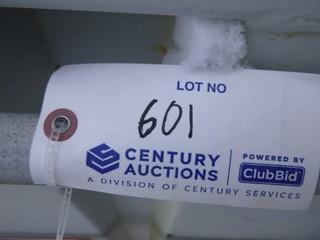 LOT NO
601
CENTURY AUCTIONS
POWERED BY
ClubBid
A DIVISION OF CENTURY SERVICES